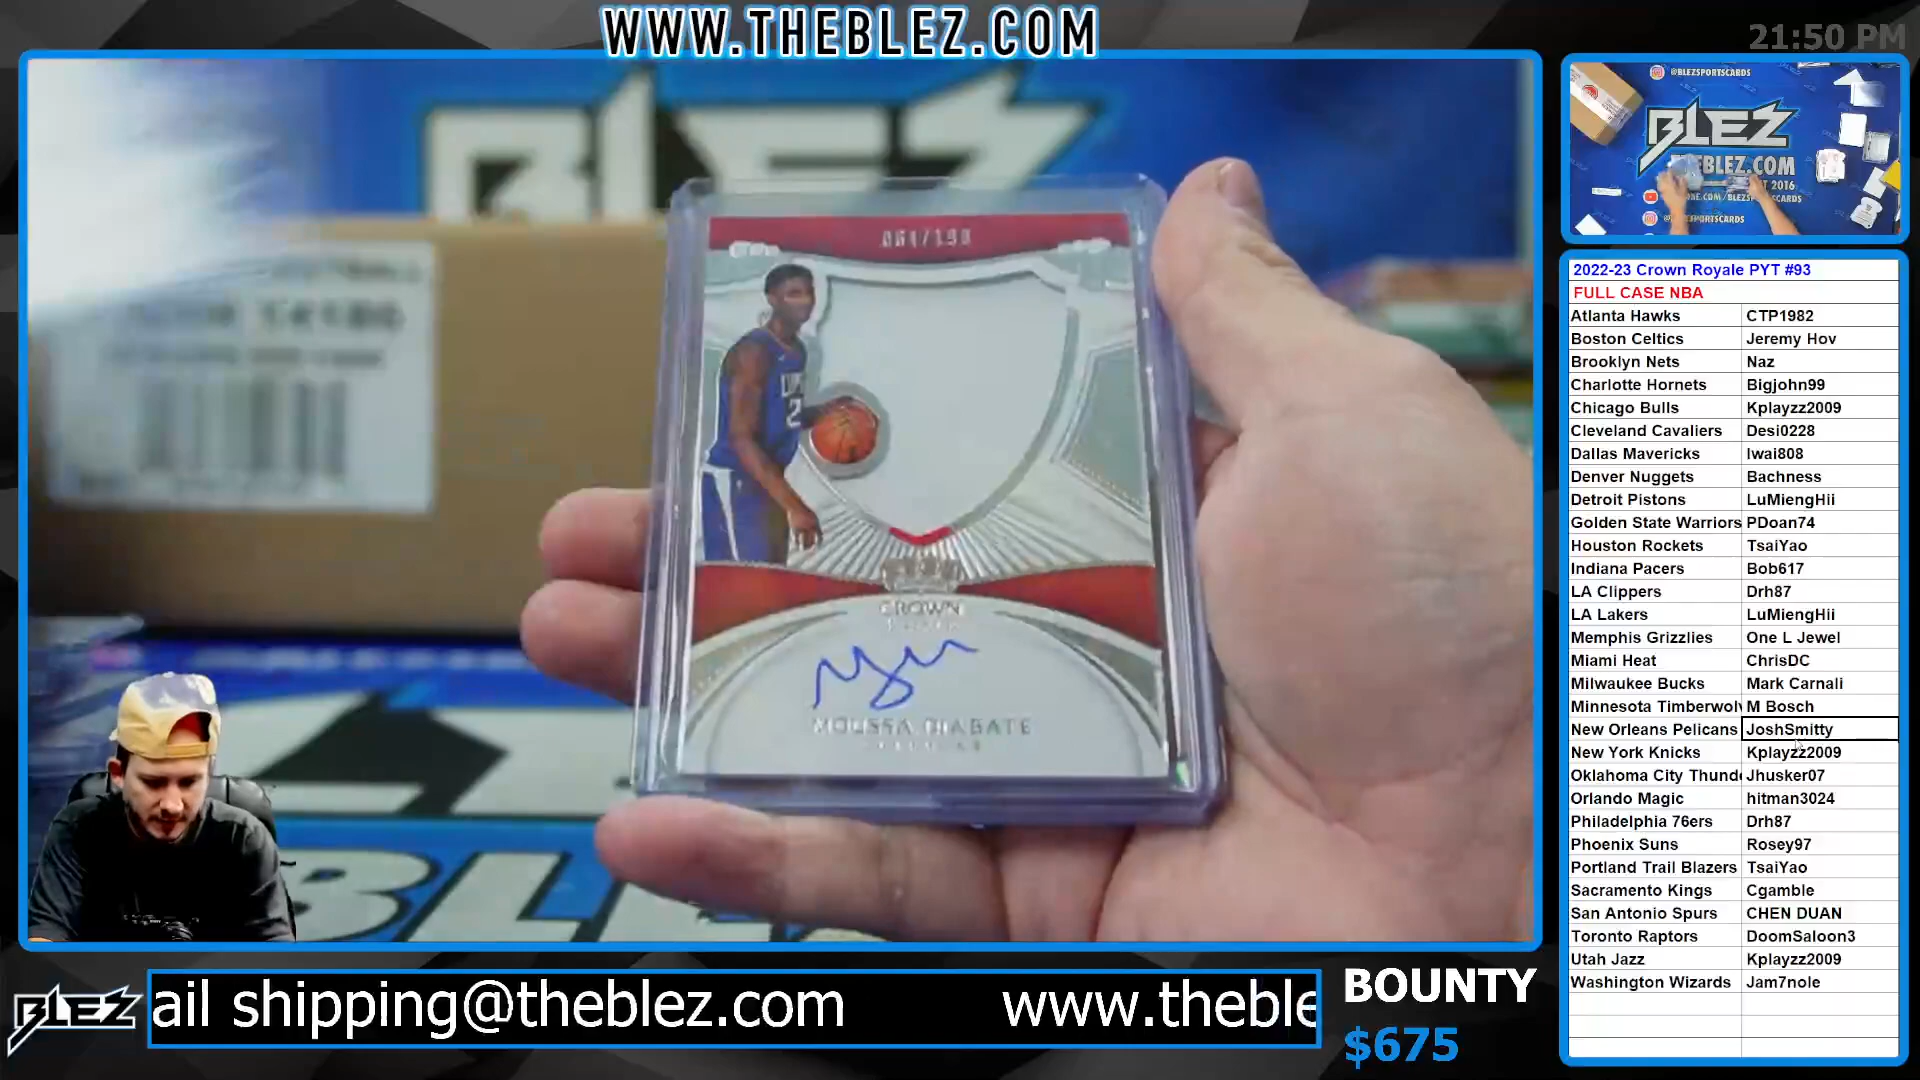 WWW.THEBLEZ.COM
21:50 PM
BLEZ
@BLEZSPORTSCARDS
BLEZ
2022-23 Crown Royale PYT #93
FULL CASE NBA
Atlanta Hawks CTP1982
Boston Celtics Jeremy Hov
Brooklyn Nets Naz
Charlotte Hornets Bigjohn99
Chicago Bulls Kplayzz2009
Cleveland Cavaliers Desi0228
Dallas Mavericks Iwai808
Denver Nuggets Bachness
Detroit Pistons LuMiengHii
Golden State Warriors PDoan74
Houston Rockets TsaiYao
Indiana Pacers Bob617
LA Clippers Drh87
LA Lakers LuMiengHii
Memphis Grizzlies One L Jewel
Miami Heat ChrisDC
Milwaukee Bucks Mark Carnali
Minnesota Timberwolv M Bosch
New Orleans Pelicans JoshSmitty
New York Knicks Kplayzz2009
Oklahoma City Thund Jhusker07
Orlando Magic hitman3024
Philadelphia 76ers Drh87
Phoenix Suns Rosey97
Portland Trail Blazers TsaiYao
Sacramento Kings Cgamble
San Antonio Spurs CHEN DUAN
Toronto Raptors DoomSaloon3
Utah Jazz Kplayzz2009
Washington Wizards Jam7nole
CROWN
MOUSSA DIABATE
BLEZ
ail shipping@theblez.com www.theble
BOUNTY
$675